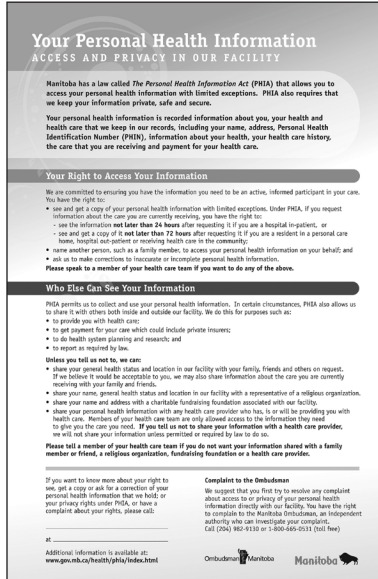 Your Personal Health Information
ACCESS AND PRIVACY IN OUR FACILITY
Manitoba has a law called The Personal Health Information Act (PHIA) that allows you to
access your personal health information with limited exceptions. PHIA also requires that
we keep your information private, safe and secure.
Your personal health information is recorded information about you, your health and
health care that we keep in our records, including your name, address, Personal Health
Identification Number (PHIN), information about your health, your health care history,
the care that you are receiving and payment for your health care.
Your Right to Access Your Information
We are committed to ensuring you have the information you need to be an active, informed participant in your care.
You have the right to:
• see and get a copy of your personal health information with limited exceptions. Under PHIA, if you request
information about the care you are currently receiving, you have the right to:
- see the information not later than 24 hours after requesting it if you are a hospital in-patient, or
- see and get a copy of it not later than 72 hours after requesting it if you are a resident in a personal care
home, hospital out-patient or receiving health care in the community;
• name another person, such as a family member, to access your personal health information on your behalf; and
• ask us to make corrections to inaccurate or incomplete personal health information.
Please speak to a member of your health care team if you want to do any of the above.
Who Else Can See Your Information
PHIA permits us to collect and use your personal health information. In certain circumstances, PHIA also allows us
to share it with others both inside and outside our facility. We do this for purposes such as:
• to provide you with health care;
• to get payment for your care which could include private insurers;
• to do health system planning and research; and
• to report as required by law.
Unless you tell us not to, we can:
• share your general health status and location in our facility with your family, friends and others on request.
If we believe it would be acceptable to you, we may also share information about the care you are currently
receiving with your family and friends.
• share your name, general health status and location in our facility with a representative of a religious organization.
• share your name and address with a charitable fundraising foundation associated with our facility.
• share your personal health information with any health care provider who has, is or will be providing you with
health care. Members of your health care team are only allowed access to the information they need
to give you the care you need. If you tell us not to share your information with a health care provider,
we will not share your information unless permitted or required by law to do so.
Please tell a member of your health care team if you do not want your information shared with a family
member or friend, a religious organization, fundraising foundation or a health care provider.
If you want to know more about your right to
see, get a copy or ask for a correction of your
personal health information that we hold; or
your privacy rights under PHIA, or have a
complaint about your rights, please call:
at
Additional information is available at:
www.gov.mb.ca/health/phia/index.html
Complaint to the Ombudsman
We suggest that you first try to resolve any complaint
about access to or privacy of your personal health
information directly with our facility. You have the right
to complain to the Manitoba Ombudsman, an independent
authority who can investigate your complaint.
Call (204) 982-9130 or 1-800-665-0531 (toll free)
Ombudsman Manitoba
Manitoba